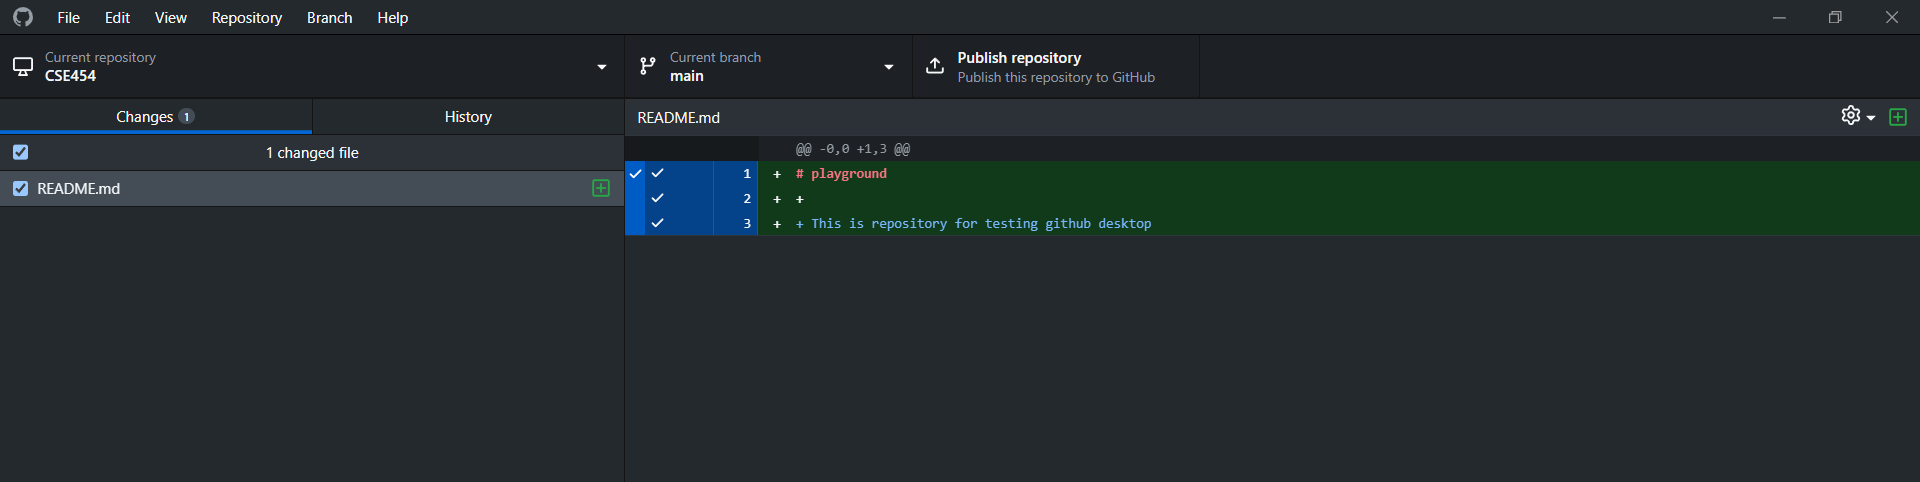 File Edit View Repository Branch Help
Current repository
CSE454
Current branch
main
Publish repository
Publish this repository to GitHub
Changes 1
History
1 changed file
README.md
README.md
@@ -0,0 +1,3 @@
1 + # playground
2 + +
3 + + This is repository for testing github desktop